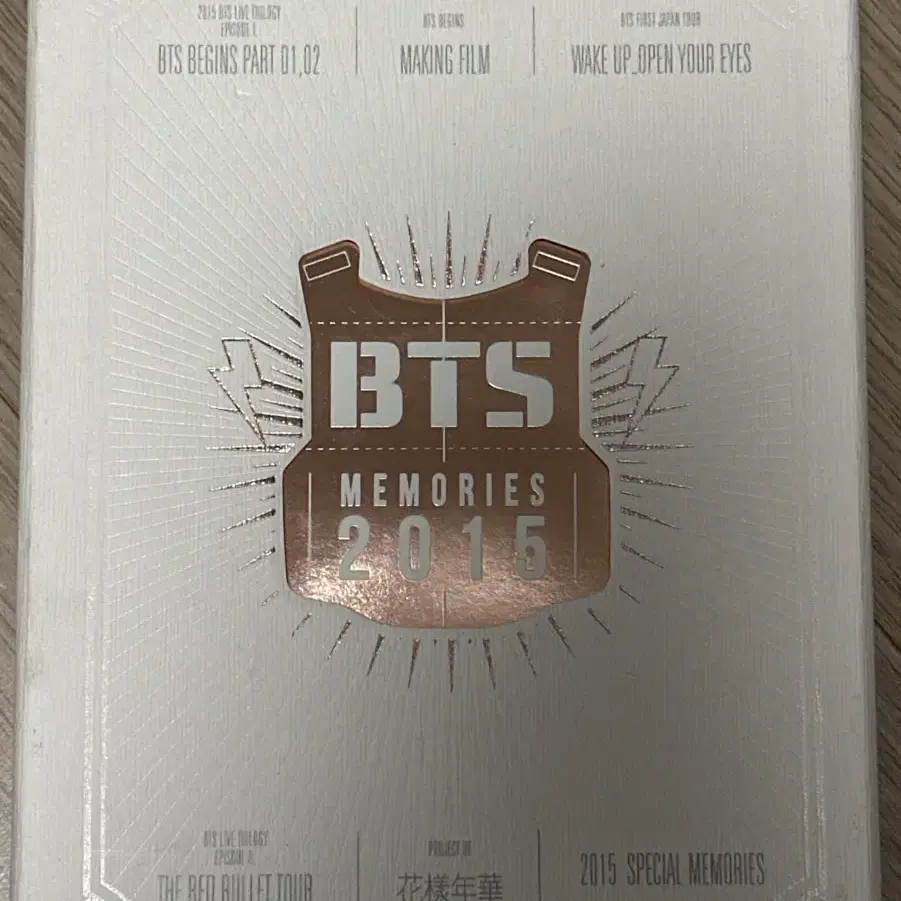 2015 BTS LIVE TRILOGY
EPISODE I.
BTS BEGINS PART 01,02
BTS BEGINS
MAKING FILM
BTS FIRST JAPAN TOUR
WAKE UP_OPEN YOUR EYES
BTS
MEMORIES
2015
BTS LIVE TRILOGY
EPISODE II.
THE RED BULLET TOUR
PROJECT OF
花樣年華
2015 SPECIAL MEMORIES